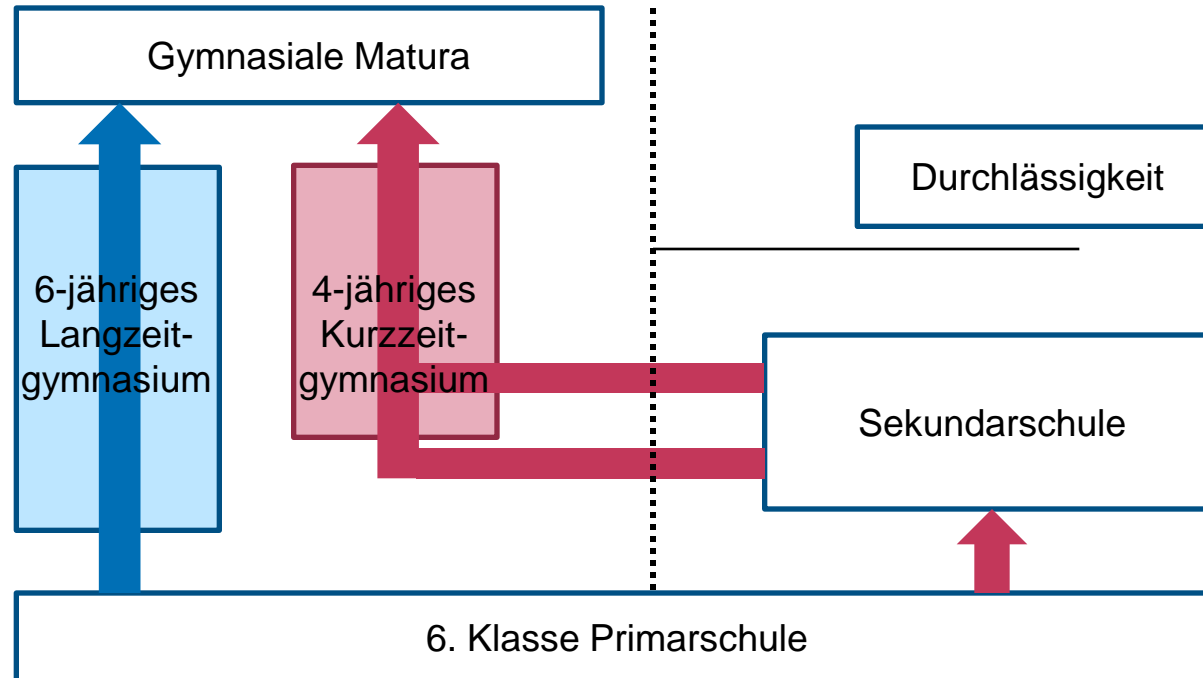 Gymnasiale Matura
Durchlässigkeit
6-jähriges
Langzeit-
gymnasium
4-jähriges
Kurzzeit-
gymnasium
Sekundarschule
6. Klasse Primarschule